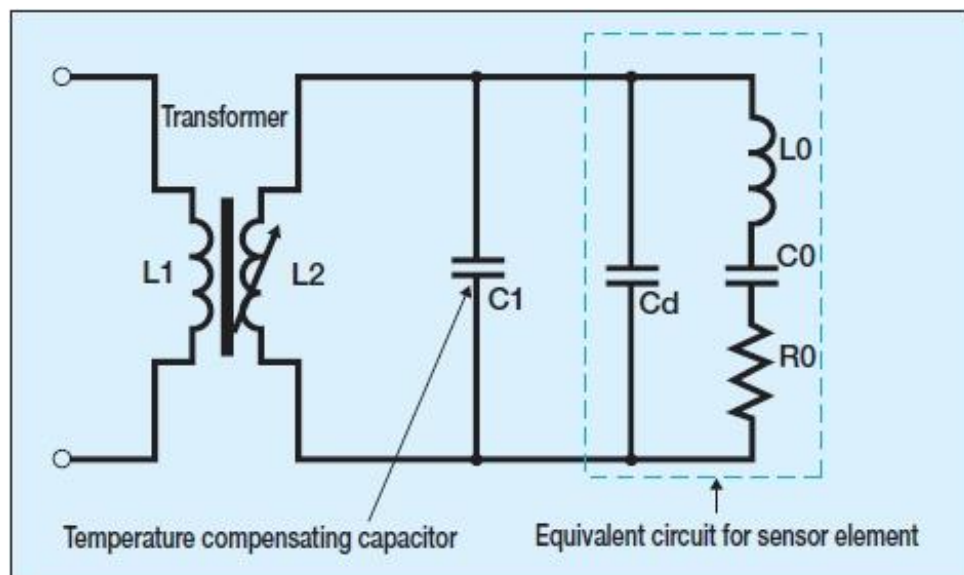 Transformer
L0
L1
L2
C1
Cd
C0
R0
Temperature compensating capacitor
Equivalent circuit for sensor element